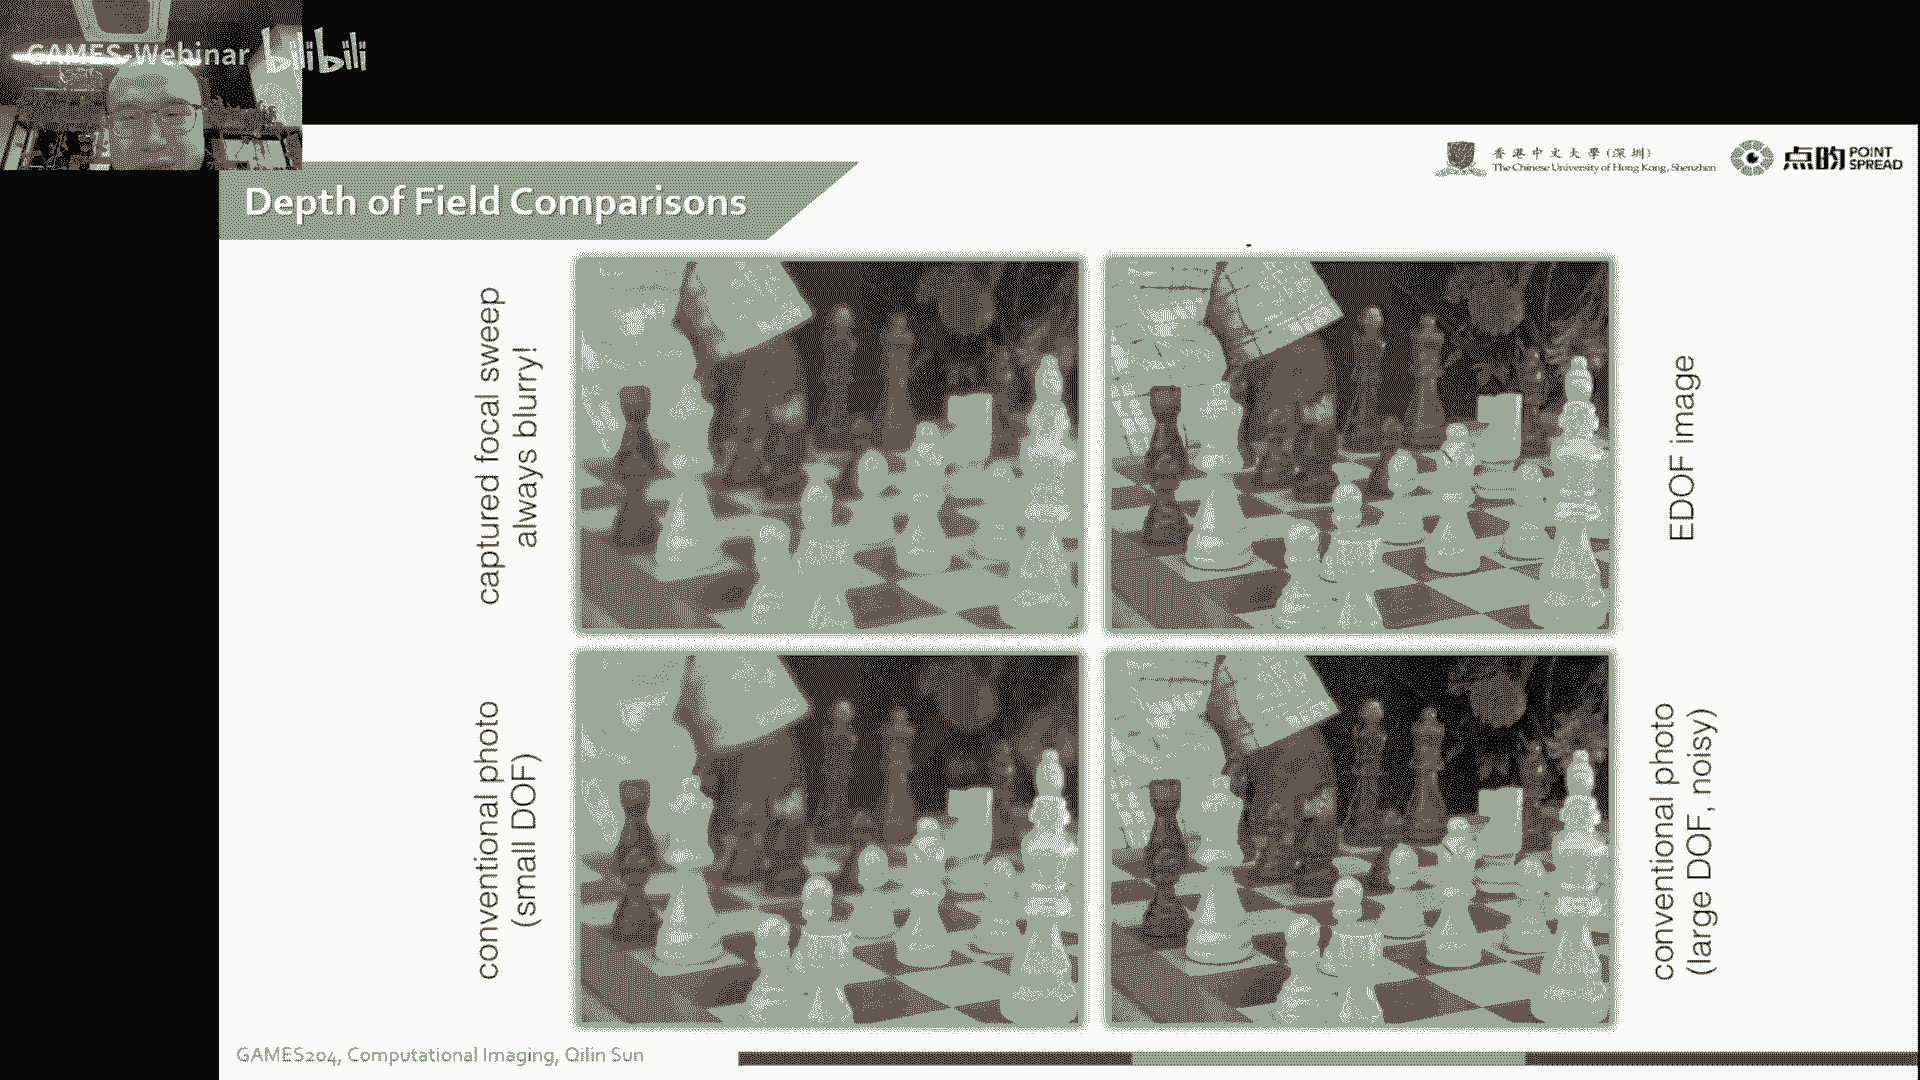 GAMES-Webinar bilibili
香港中文大學(深圳)
The Chinese University of Hong Kong, Shenzhen
点昀 POINT
SPREAD
Depth of Field Comparisons
captured focal sweep
always blurry!
EDOF image
conventional photo
(small DOF)
conventional photo
(large DOF, noisy)
GAMES204, Computational Imaging, Qilin Sun